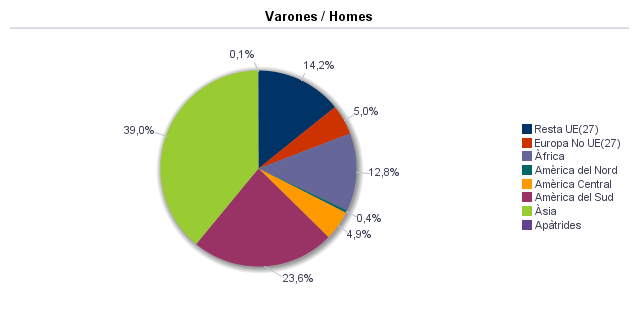 Varones / Homes
0,1%
14,2%
5,0%
39,0%
12,8%
0,4%
4,9%
23,6%
Resta UE(27)
Europa No UE(27)
Àfrica
Amèrica del Nord
Amèrica Central
Amèrica del Sud
Àsia
Apàtrides